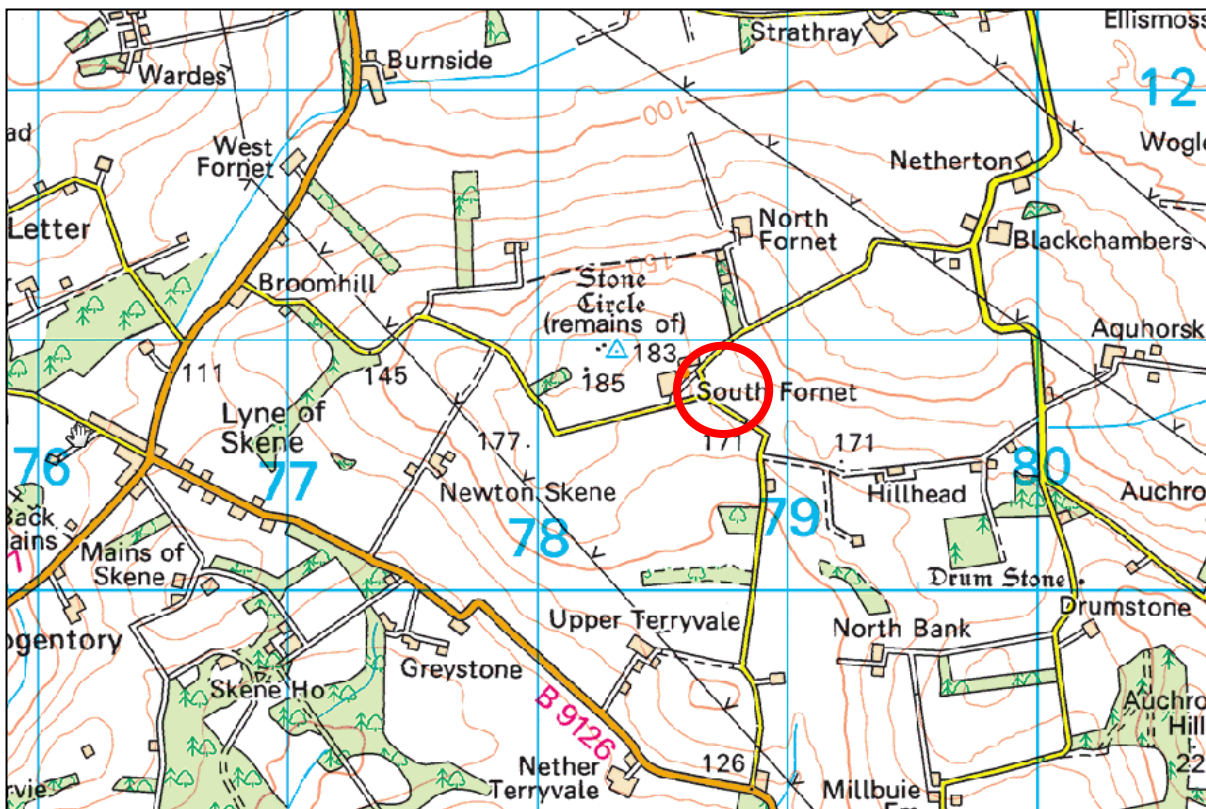 Ellismoss
Strathray
Burnside
Wardes
12
100
ad
West
Fornet
Netherton
Wogle
North
Fornet
Letter
Blackchambers
150
Broomhill
Stone
Circle
(remains of)
183
Aquhorsk
111
145
185
South Fornet
Lyne of
Skene
177
171
171
76
77
80
Newton Skene
Hillhead
Auchro
78
79
Back
ains
Mains of
Skene
Drum Stone
Drumstone
ogentory
Upper Terryvale
North Bank
Greystone
Skene Ho
B 9126
Auchro
Hill
Nether
Terryvale
126
22
rvie
Millbuie